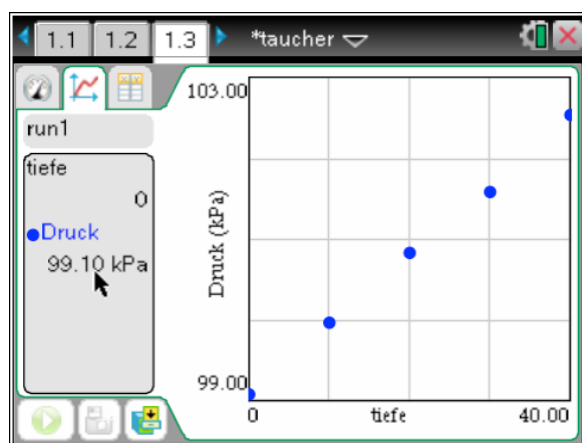 1.1 1.2 1.3 *taucher
run1
tiefe
0
Druck
99.10 kPa
103.00
Druck (kPa)
99.00
0 tiefe 40.00